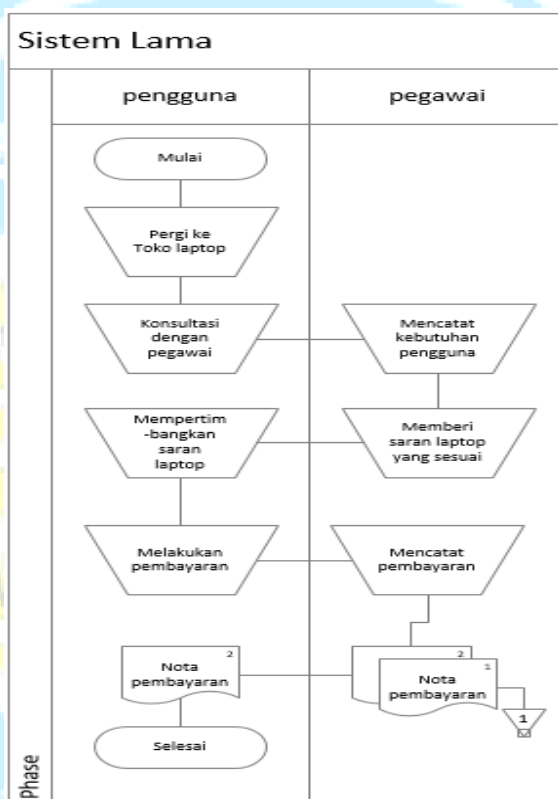 Sistem Lama
pengguna
pegawai
Mulai
Pergi ke
Toko laptop
Konsultasi
dengan
pegawai
Mencatat
kebutuhan
pengguna
Mempertim
-bangkan
saran
laptop
Memberi
saran laptop
yang sesuai
Melakukan
pembayaran
Mencatat
pembayaran
2
Nota
pembayaran
2
1
Nota
pembayaran
1
Selesai
Phase